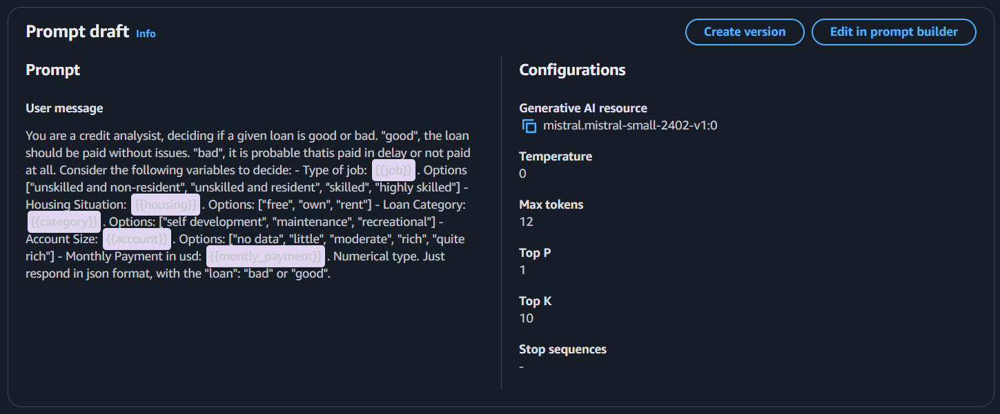 Prompt draft Info
Create version
Edit in prompt builder
Prompt
User message
You are a credit analysist, deciding if a given loan is good or bad. "good", the loan
should be paid without issues. "bad", it is probable thatis paid in delay or not paid
at all. Consider the following variables to decide: - Type of job: {{job}} . Options
["unskilled and non-resident", "unskilled and resident", "skilled", "highly skilled"] -
Housing Situation: {{housing}} . Options: ["free", "own", "rent"] - Loan Category:
{{category}} . Options: ["self development", "maintenance", "recreational"] -
Account Size: {{account}} . Options: ["no data", "little", "moderate", "rich", "quite
rich"] - Monthly Payment in usd: {{montly_payment}} . Numerical type. Just
respond in json format, with the "loan": "bad" or "good".
Configurations
Generative AI resource
mistral.mistral-small-2402-v1:0
Temperature
0
Max tokens
12
Top P
1
Top K
10
Stop sequences
-